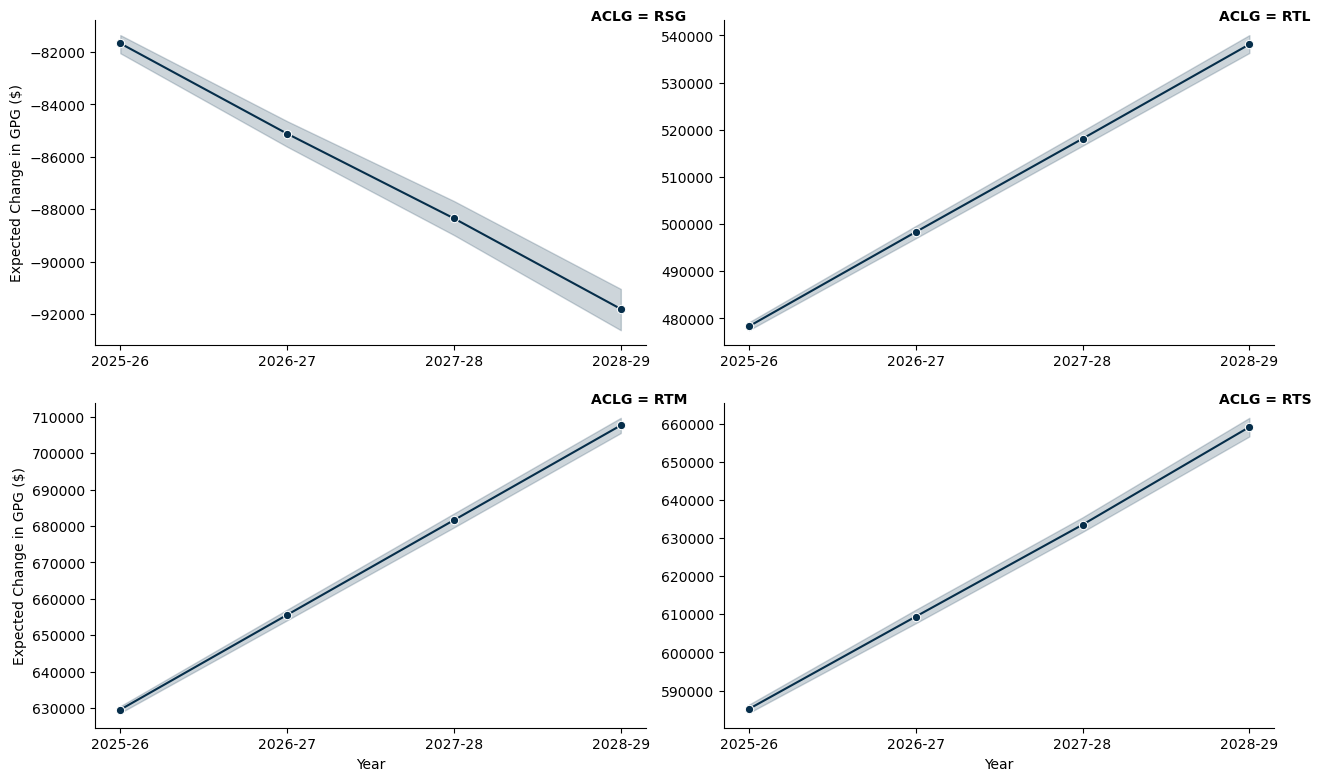 ACLG = RSG
Expected Change in GPG ($)
−82000
−84000
−86000
−88000
−90000
−92000
2025-26 2026-27 2027-28 2028-29
ACLG = RTL
540000
530000
520000
510000
500000
490000
480000
2025-26 2026-27 2027-28 2028-29
ACLG = RTM
Expected Change in GPG ($)
710000
700000
690000
680000
670000
660000
650000
640000
630000
2025-26 2026-27 2027-28 2028-29
Year
ACLG = RTS
660000
650000
640000
630000
620000
610000
600000
590000
2025-26 2026-27 2027-28 2028-29
Year